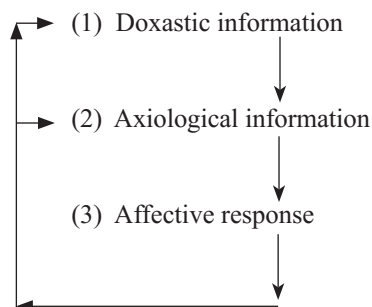 (1) Doxastic information
(2) Axiological information
(3) Affective response